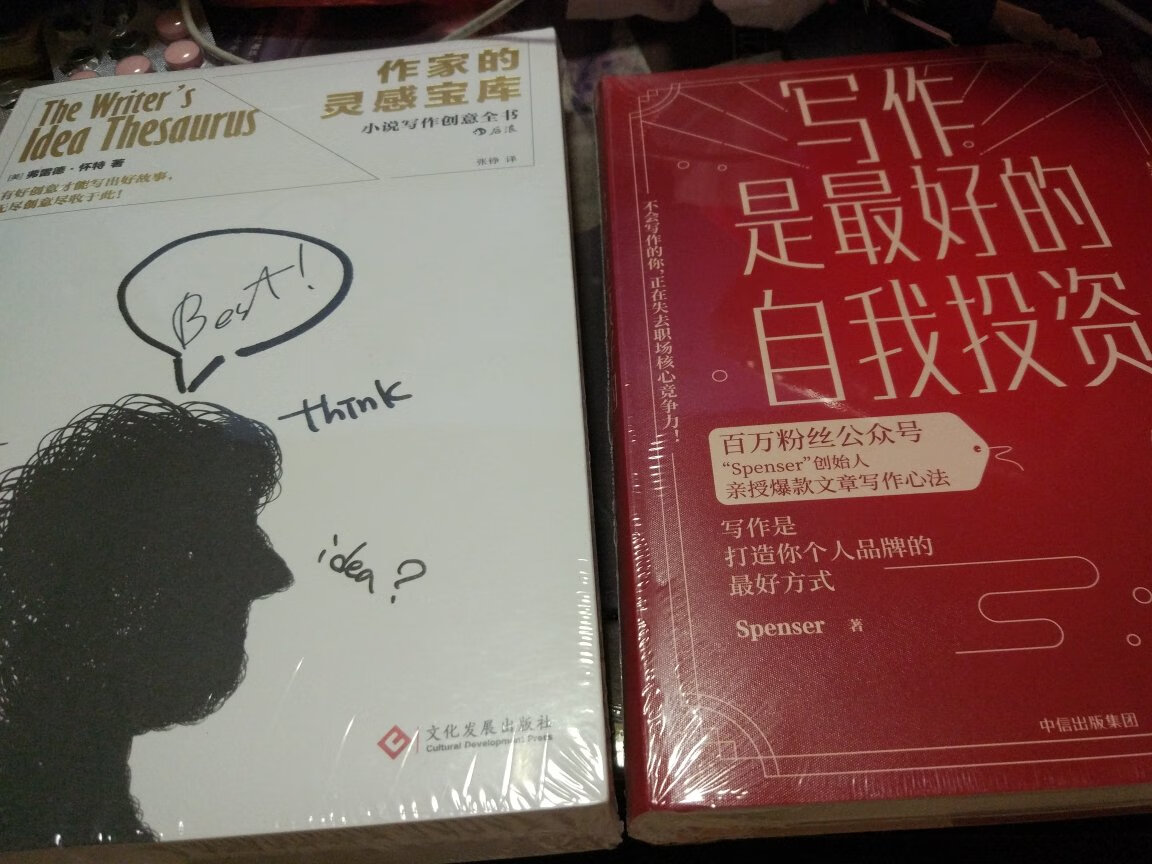 The Writer's
Idea Thesaurus
作家的
灵感宝库
小说写作创意全书
后浪
[美] 弗雷德·怀特 著
张铮 译
有好创意才能写出好故事,
无尽创意尽收于此!
Best!
think
idea?
文化发展出版社
Cultural Development Press
写作
是最好的
自我投资
不会写作的你,正在失去职场核心竞争力!
百万粉丝公众号
“Spenser”创始人
亲授爆款文章写作心法
写作是
打造你个人品牌的
最好方式
Spenser 著
中信出版集团